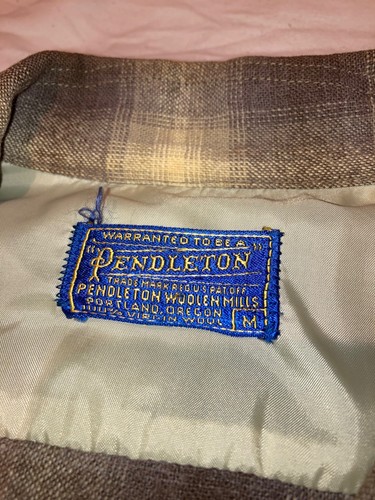 WARRANTED TO BE A
"PENDLETON"
TRADE MARK REG U S PAT OFF
PENDLETON WOOLEN MILLS
PORTLAND, OREGON
100% VIRGIN WOOL M